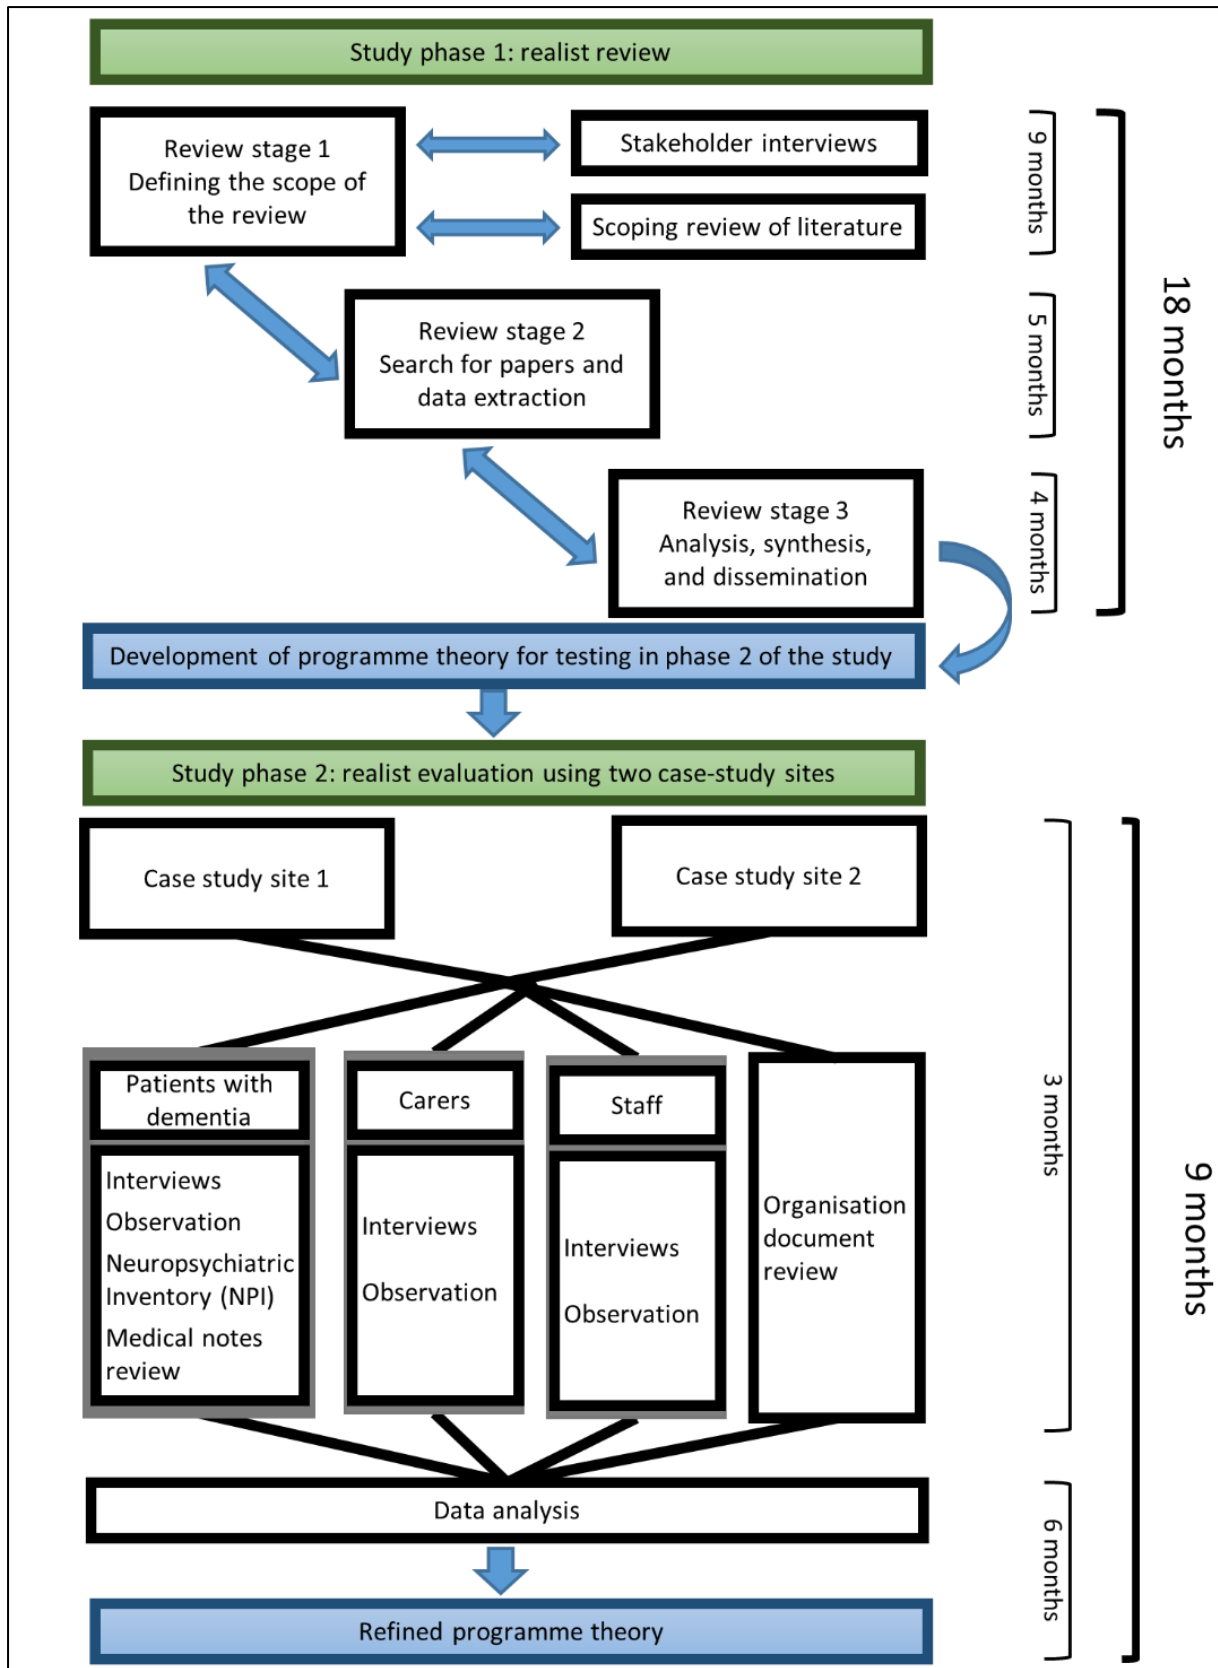 Study phase 1: realist review
Review stage 1
Defining the scope of
the review
Stakeholder interviews
Scoping review of literature
9 months
Review stage 2
Search for papers and
data extraction
5 months
18 months
Review stage 3
Analysis, synthesis,
and dissemination
4 months
Development of programme theory for testing in phase 2 of the study
Study phase 2: realist evaluation using two case-study sites
Case study site 1
Case study site 2
Patients with
dementia
Interviews
Observation
Neuropsychiatric
Inventory (NPI)
Medical notes
review
Carers
Interviews
Observation
Staff
Interviews
Observation
Organisation
document
review
3 months
9 months
Data analysis
6 months
Refined programme theory